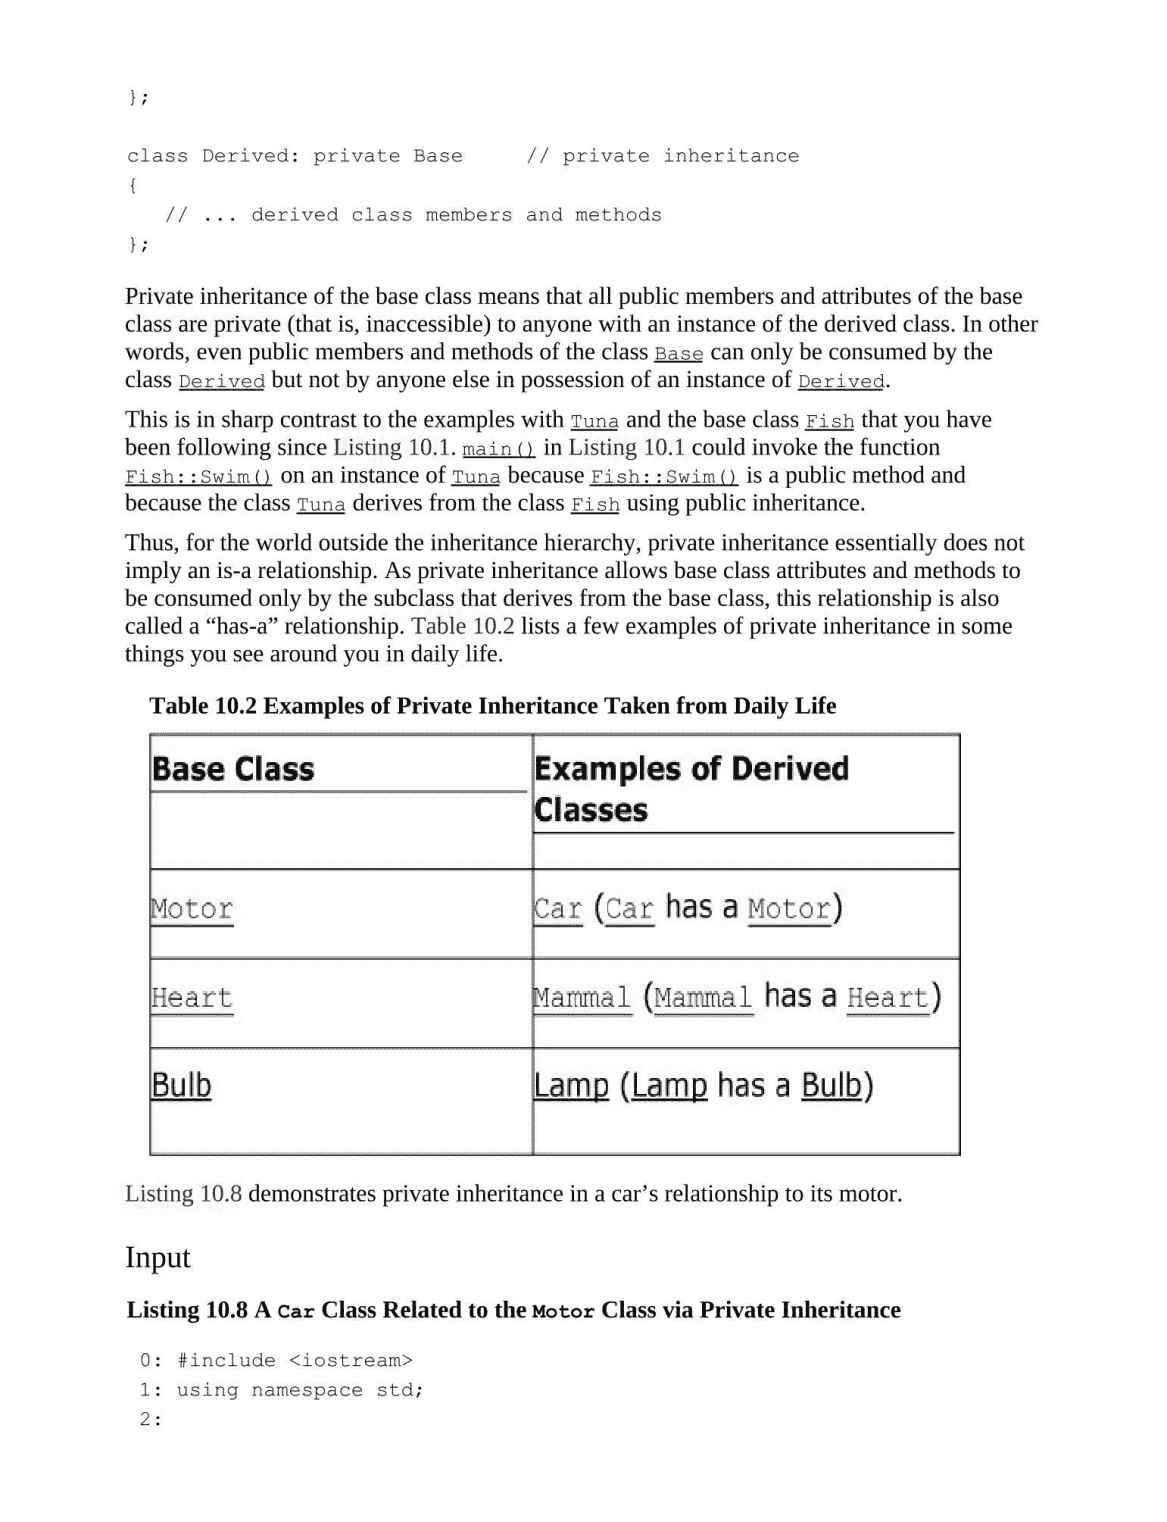 };
class Derived: private Base     // private inheritance
{
   // ... derived class members and methods
};
Private inheritance of the base class means that all public members and attributes of the base
class are private (that is, inaccessible) to anyone with an instance of the derived class. In other
words, even public members and methods of the class Base can only be consumed by the
class Derived but not by anyone else in possession of an instance of Derived.
This is in sharp contrast to the examples with Tuna and the base class Fish that you have
been following since Listing 10.1. main() in Listing 10.1 could invoke the function
Fish::Swim() on an instance of Tuna because Fish::Swim() is a public method and
because the class Tuna derives from the class Fish using public inheritance.
Thus, for the world outside the inheritance hierarchy, private inheritance essentially does not
imply an is-a relationship. As private inheritance allows base class attributes and methods to
be consumed only by the subclass that derives from the base class, this relationship is also
called a “has-a” relationship. Table 10.2 lists a few examples of private inheritance in some
things you see around you in daily life.
Table 10.2 Examples of Private Inheritance Taken from Daily Life
Base Class
Examples of Derived
Classes
Motor
Car (Car has a Motor)
Heart
Mammal (Mammal has a Heart)
Bulb
Lamp (Lamp has a Bulb)
Listing 10.8 demonstrates private inheritance in a car’s relationship to its motor.
Input
Listing 10.8 A Car Class Related to the Motor Class via Private Inheritance
0: #include <iostream>
1: using namespace std;
2: